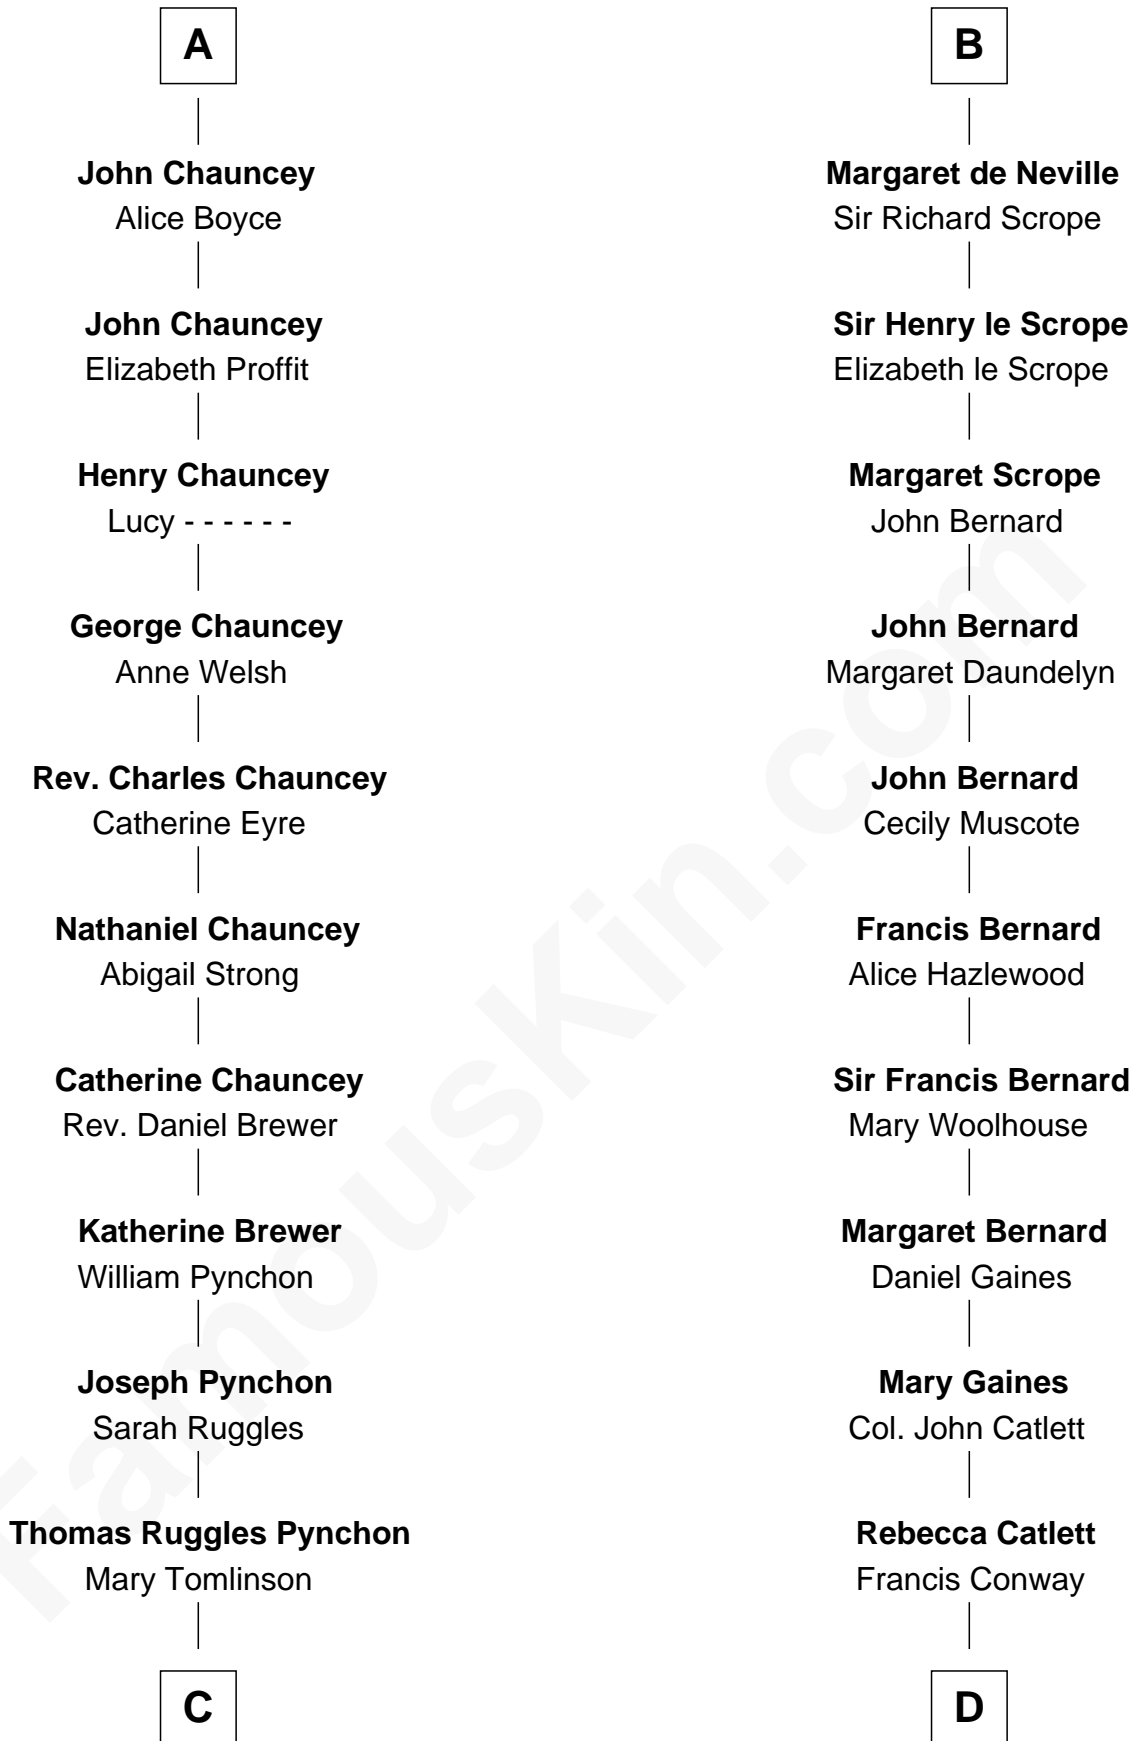 A
John Chauncey
Alice Boyce
John Chauncey
Elizabeth Proffit
Henry Chauncey
Lucy - - - - - -
George Chauncey
Anne Welsh
Rev. Charles Chauncey
Catherine Eyre
Nathaniel Chauncey
Abigail Strong
Catherine Chauncey
Rev. Daniel Brewer
Katherine Brewer
William Pynchon
Joseph Pynchon
Sarah Ruggles
Thomas Ruggles Pynchon
Mary Tomlinson
C
B
Margaret de Neville
Sir Richard Scrope
Sir Henry le Scrope
Elizabeth le Scrope
Margaret Scrope
John Bernard
John Bernard
Margaret Daundelyn
John Bernard
Cecily Muscote
Francis Bernard
Alice Hazlewood
Sir Francis Bernard
Mary Woolhouse
Margaret Bernard
Daniel Gaines
Mary Gaines
Col. John Catlett
Rebecca Catlett
Francis Conway
D
FamousKin.com